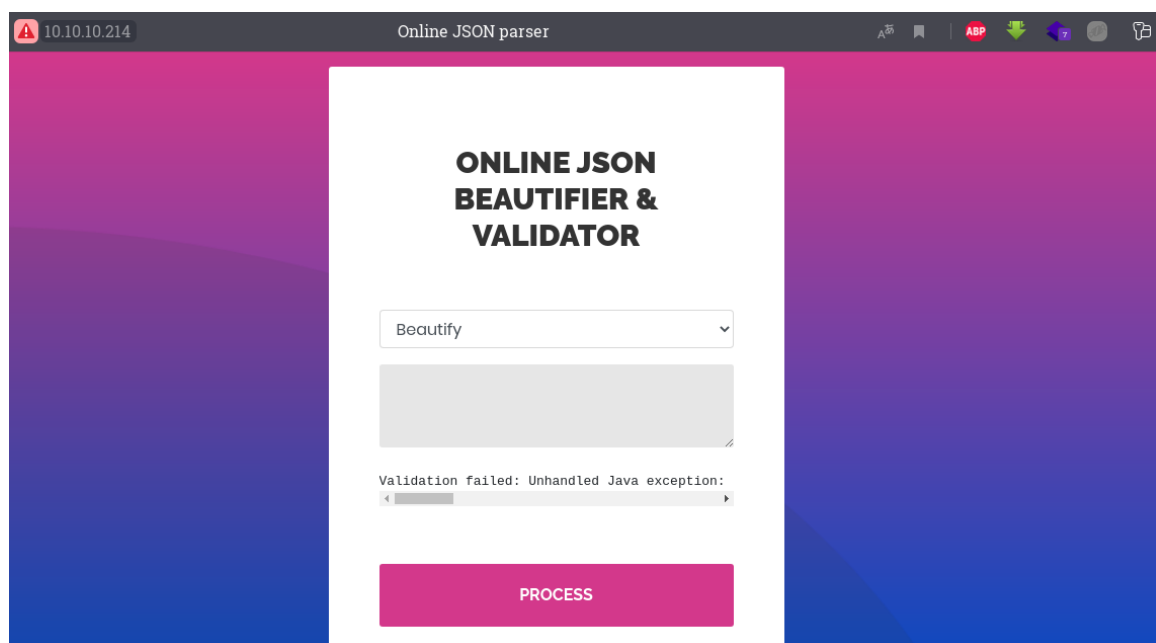 10.10.10.214
Online JSON parser
ABP
7
ONLINE JSON
BEAUTIFIER &
VALIDATOR
Beautify
Validation failed: Unhandled Java exception:
PROCESS